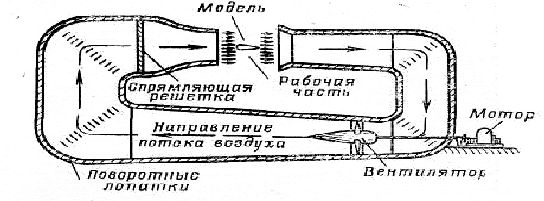 Модель
Спрямляющая
решетка
Рабочая
часть
Направление
потока воздуха
Мотор
Поворотные
лопатки
Вентилятор